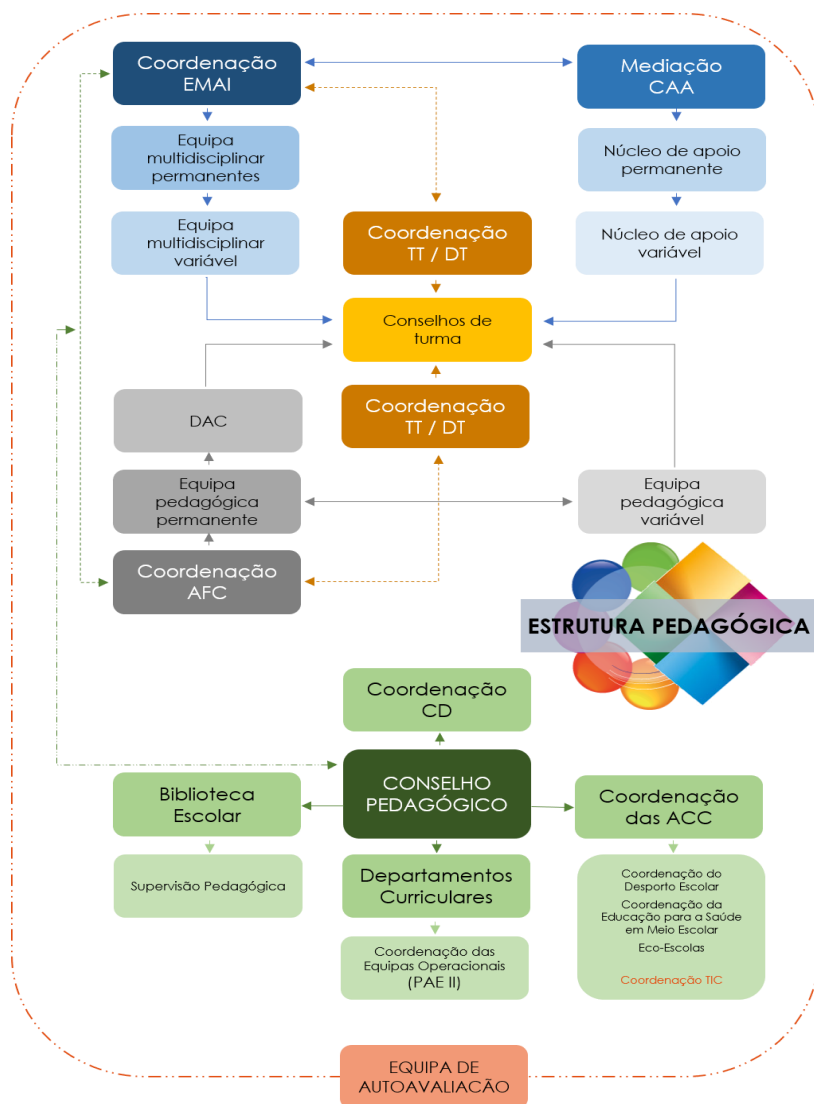 Coordenação
EMAI
Mediação
CAA
Equipa
multidisciplinar
permanentes
Núcleo de apoio
permanente
Equipa
multidisciplinar
variável
Coordenação
TT / DT
Núcleo de apoio
variável
Conselhos de
turma
DAC
Coordenação
TT / DT
Equipa
pedagógica
permanente
Equipa
pedagógica
variável
Coordenação
AFC
ESTRUTURA PEDAGÓGICA
Coordenação
CD
Biblioteca
Escolar
CONSELHO
PEDAGÓGICO
Coordenação
das ACC
Supervisão Pedagógica
Departamentos
Curriculares
Coordenação do
Desporto Escolar
Coordenação da
Educação para a Saúde
em Meio Escolar
Eco-Escolas
Coordenação TIC
Coordenação das
Equipas Operacionais
(PAE II)
EQUIPA DE
AUTOAVALIACÃO